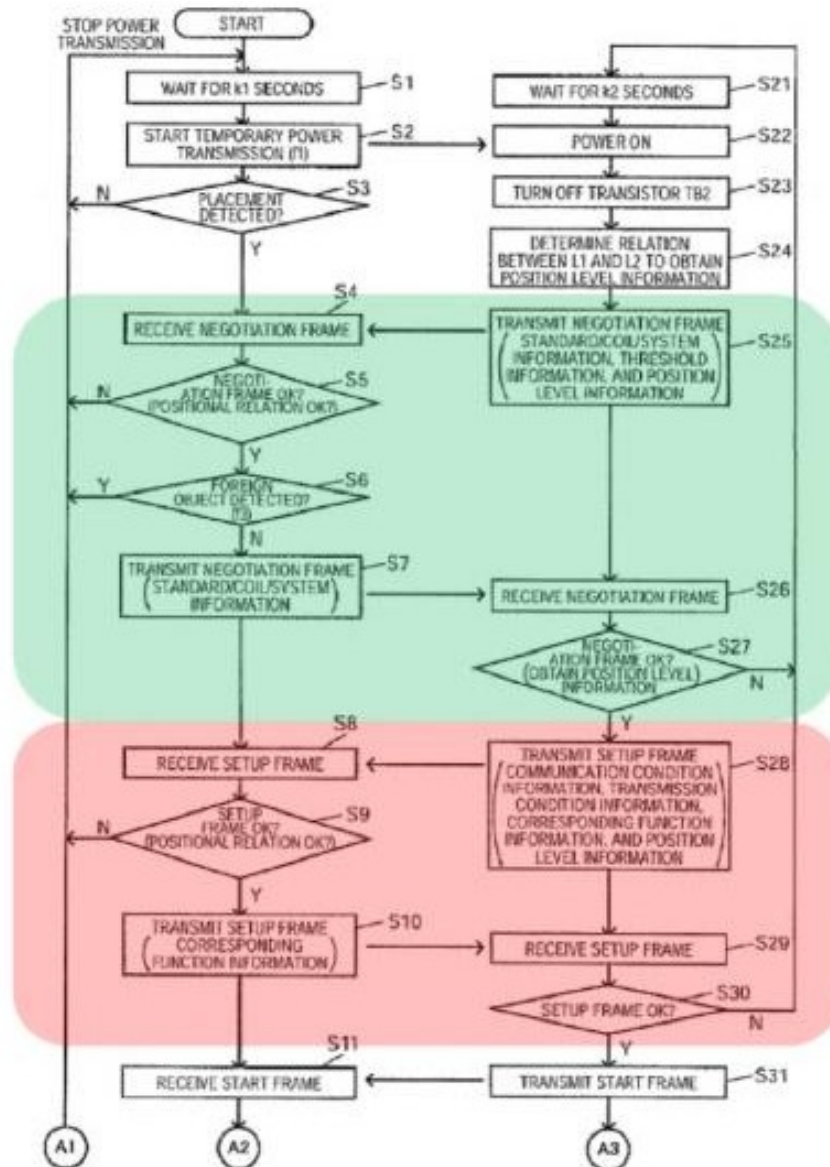 STOP POWER
TRANSMISSION
START
WAIT FOR k1 SECONDS
S1
START TEMPORARY POWER
TRANSMISSION (f1)
S2
PLACEMENT
DETECTED?
S3
N
Y
RECEIVE NEGOTIATION FRAME
S4
NEGOTI-
ATION FRAME OK?
(POSITIONAL RELATION OK?)
S5
N
Y
FOREIGN
OBJECT DETECTED?
S6
Y
N
TRANSMIT NEGOTIATION FRAME
(STANDARD/COIL/SYSTEM
INFORMATION)
S7
RECEIVE SETUP FRAME
S8
SETUP
FRAME OK?
(POSITIONAL RELATION OK?)
S9
N
Y
TRANSMIT SETUP FRAME
(CORRESPONDING
FUNCTION INFORMATION)
S10
RECEIVE START FRAME
S11
A1
A2
WAIT FOR k2 SECONDS
S21
POWER ON
S22
TURN OFF TRANSISTOR TB2
S23
DETERMINE RELATION
BETWEEN L1 AND L2 TO OBTAIN
POSITION LEVEL INFORMATION
S24
TRANSMIT NEGOTIATION FRAME
(STANDARD/COIL/SYSTEM
INFORMATION, THRESHOLD
INFORMATION, AND POSITION
LEVEL INFORMATION)
S25
RECEIVE NEGOTIATION FRAME
S26
NEGOTI-
ATION FRAME OK?
(OBTAIN POSITION LEVEL)
INFORMATION
S27
N
Y
TRANSMIT SETUP FRAME
(COMMUNICATION CONDITION
INFORMATION, TRANSMISSION
CONDITION INFORMATION,
CORRESPONDING FUNCTION
INFORMATION, AND POSITION
LEVEL INFORMATION)
S28
RECEIVE SETUP FRAME
S29
SETUP FRAME OK?
S30
N
Y
TRANSMIT START FRAME
S31
A3